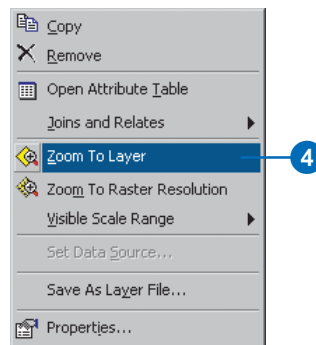 Copy
Remove
Open Attribute Table
Joins and Relates
Zoom To Layer
4
Zoom To Raster Resolution
Visible Scale Range
Set Data Source...
Save As Layer File...
Properties...